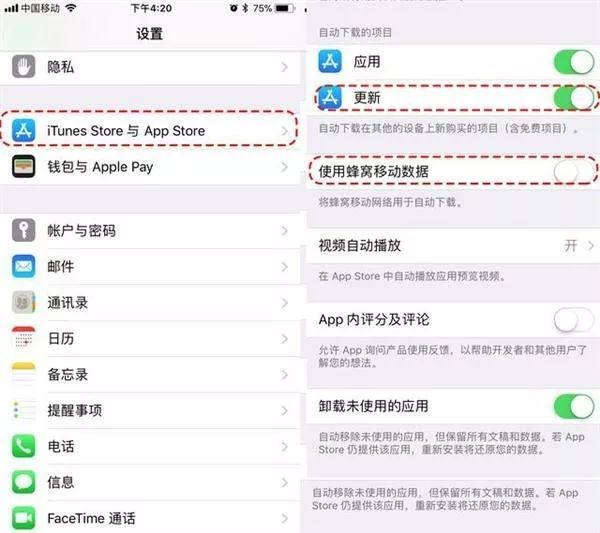 中国移动
下午4:20
75%
设置
隐私
iTunes Store 与 App Store
钱包与 Apple Pay
帐户与密码
邮件
通讯录
日历
备忘录
提醒事项
电话
信息
FaceTime 通话
自动下载的项目
应用
更新
自动下载在其他的设备上新购买的项目（含免费项目）。
使用蜂窝移动数据
将蜂窝移动网络用于自动下载。
视频自动播放
开
在 App Store 中自动播放应用预览视频。
App 内评分及评论
允许 App 询问产品使用反馈，以帮助开发者和其他用户了
解您的想法。
卸载未使用的应用
自动移除未使用的应用，但保留所有文稿和数据。若 App
Store 仍提供该应用，重新安装将还原您的数据。
自动移除未使用的应用，但保留所有文稿和数据。若 App
Store 仍提供该应用，重新安装将还原您的数据。